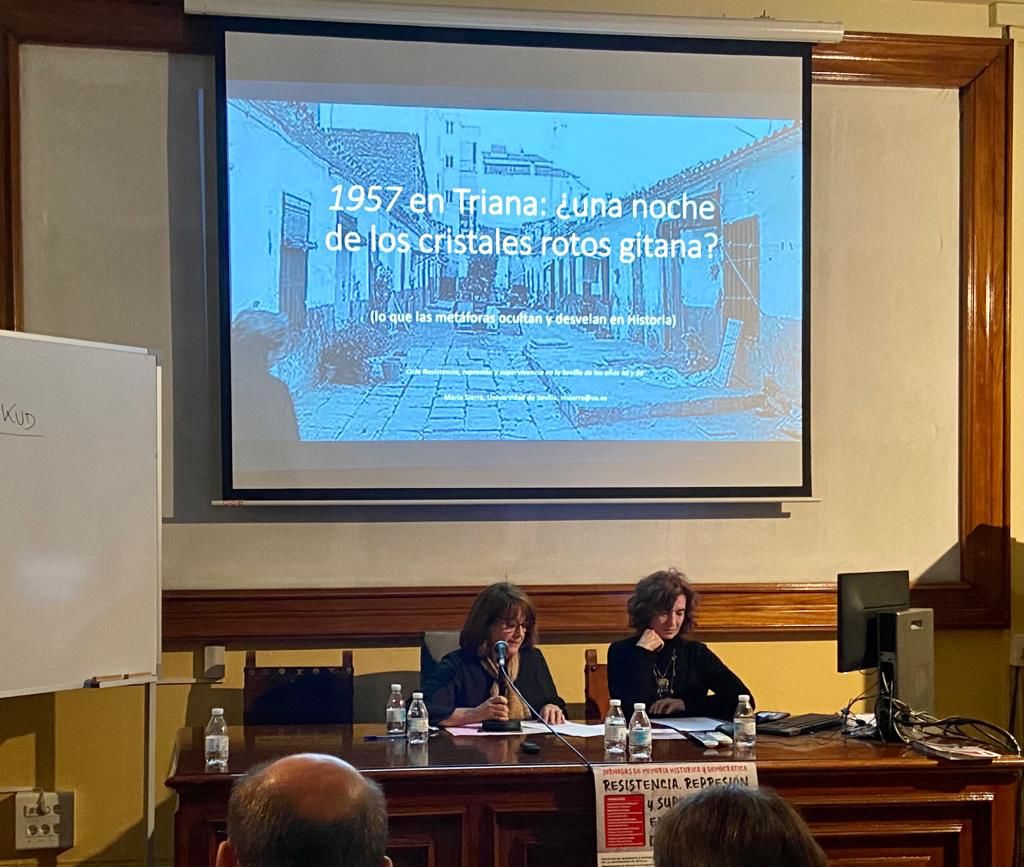 1957 en Triana: ¿una noche
de los cristales rotos gitana?
(lo que las metáforas ocultan y desvelan en Historia)
Ciclo Resistencia, represión y supervivencia en la Sevilla de los años 40 y 50
María Sierra, Universidad de Sevilla, msierra@us.es
KUD
JORNADAS DE MEMORIA HISTÓRICA Y DEMOCRÁTICA
RESISTENCIA, REPRESIÓN
Y SUP